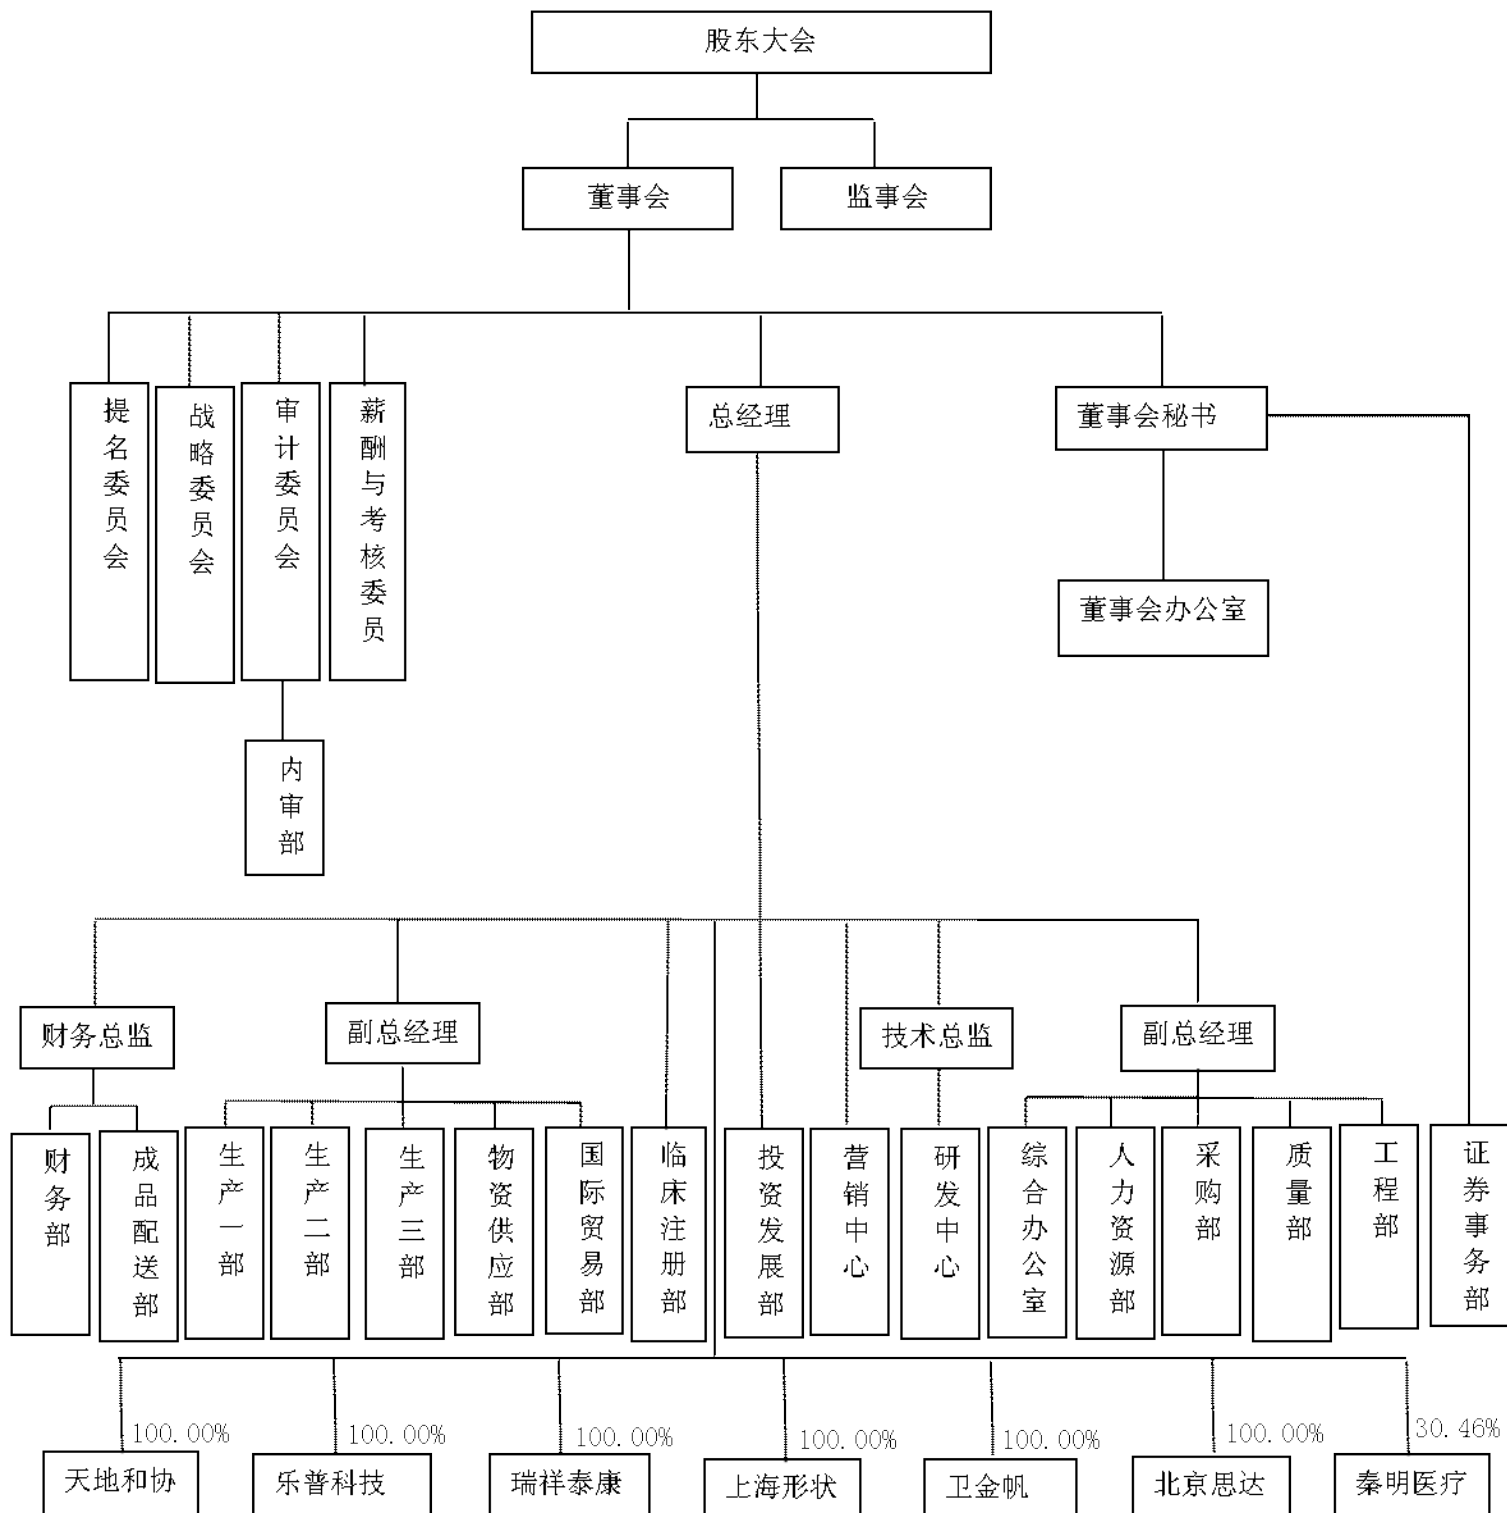 股东大会
董事会
监事会
提名委员会
战略委员会
审计委员会
薪酬与考核委员
总经理
董事会秘书
董事会办公室
内审部
财务总监
副总经理
技术总监
副总经理
财务部
成品配送部
生产一部
生产二部
生产三部
物资供应部
国际贸易部
临床注册部
投资发展部
营销中心
研发中心
综合办公室
人力资源部
采购部
质量部
工程部
证券事务部
100.00%
100.00%
100.00%
100.00%
100.00%
100.00%
30.46%
天地和协
乐普科技
瑞祥泰康
上海形状
卫金帆
北京思达
秦明医疗